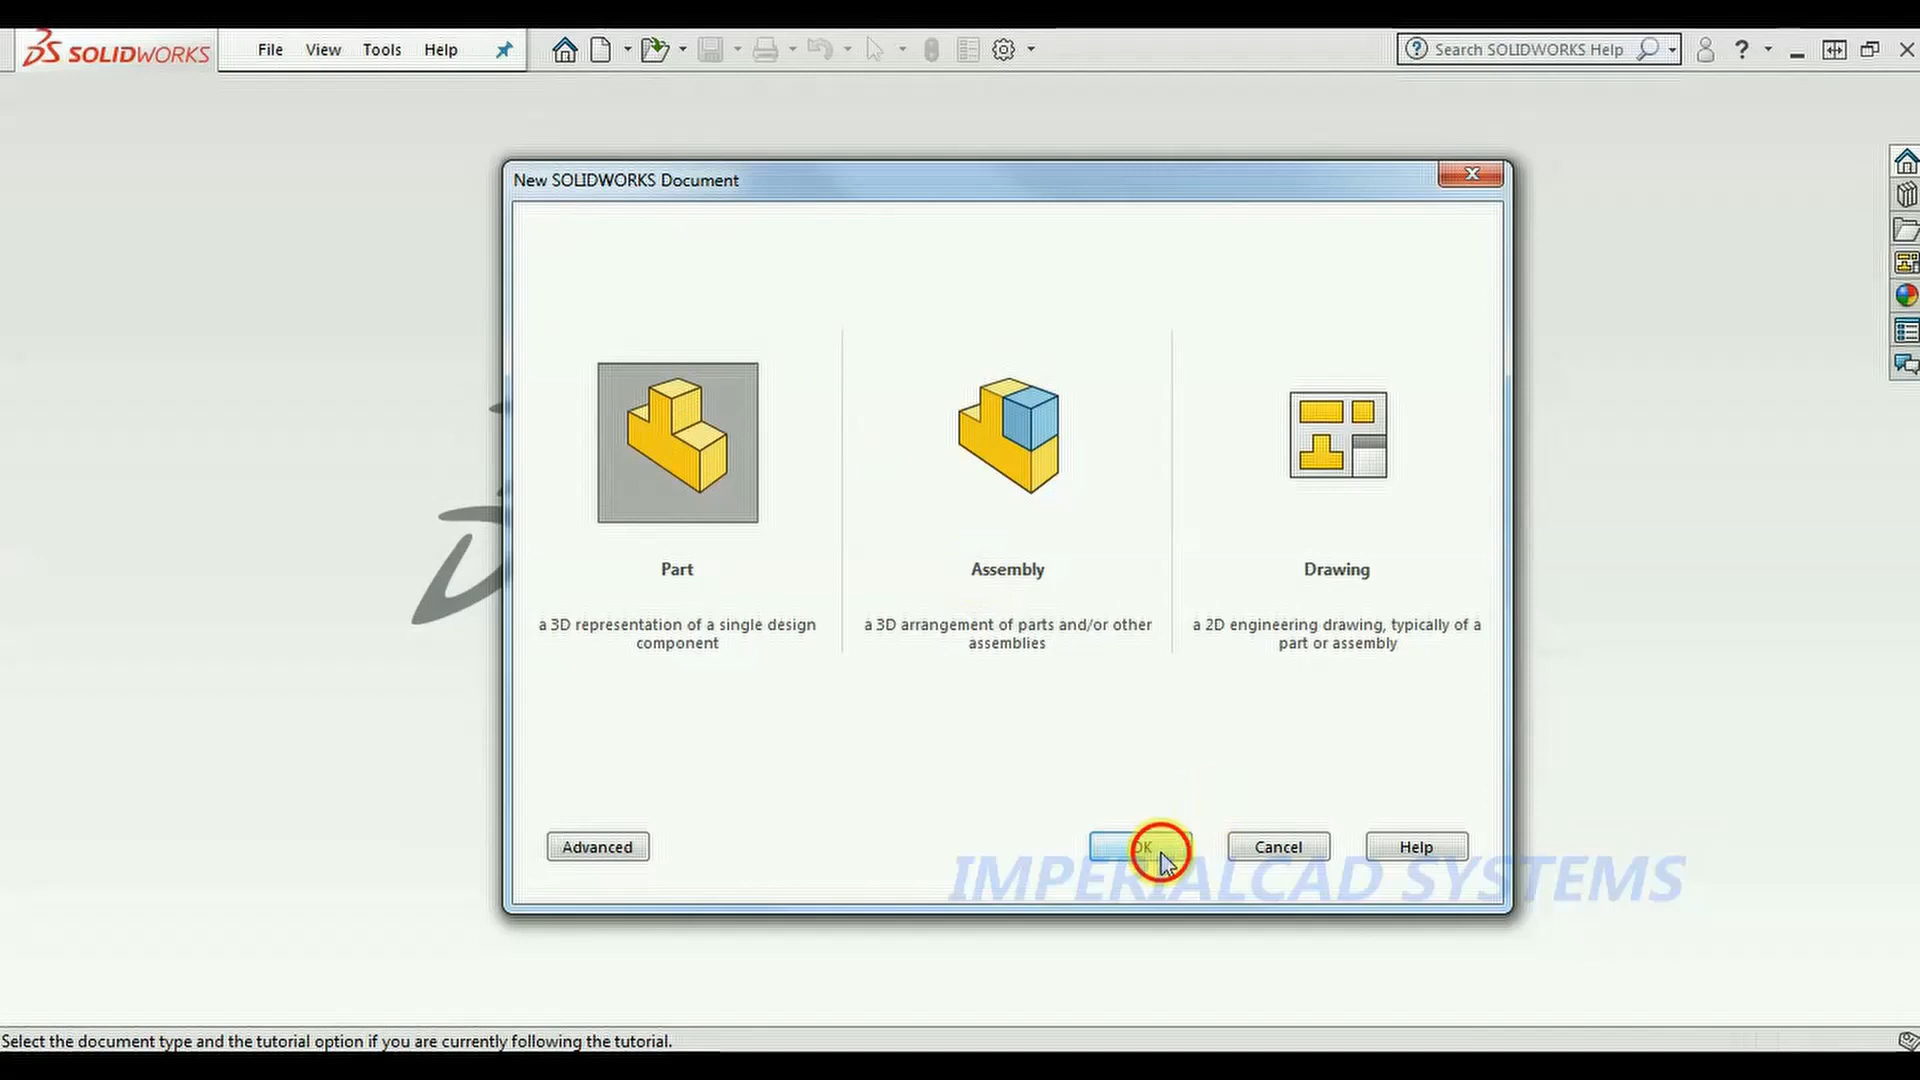 SOLIDWORKS
File View Tools Help
Search SOLIDWORKS Help
New SOLIDWORKS Document
Part
a 3D representation of a single design
component
Assembly
a 3D arrangement of parts and/or other
assemblies
Drawing
a 2D engineering drawing, typically of a
part or assembly
Advanced
OK
Cancel
Help
IMPERIALCAD SYSTEMS
Select the document type and the tutorial option if you are currently following the tutorial.